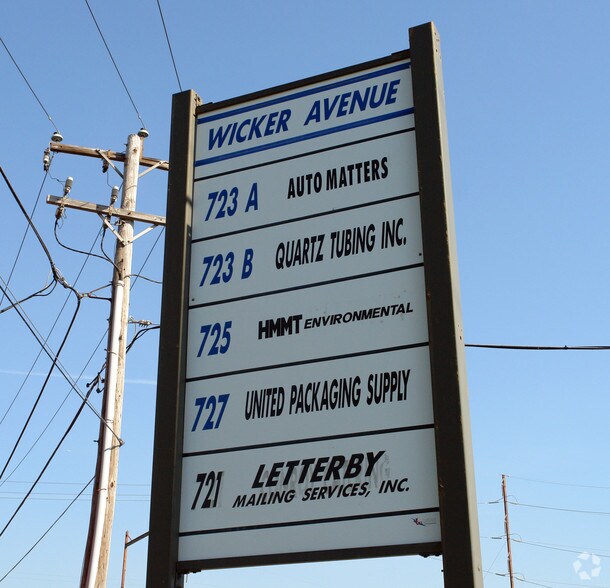 WICKER AVENUE
723 A AUTO MATTERS
723 B QUARTZ TUBING INC.
725 HMMT ENVIRONMENTAL
727 UNITED PACKAGING SUPPLY
721 LETTERBY
MAILING SERVICES, INC.